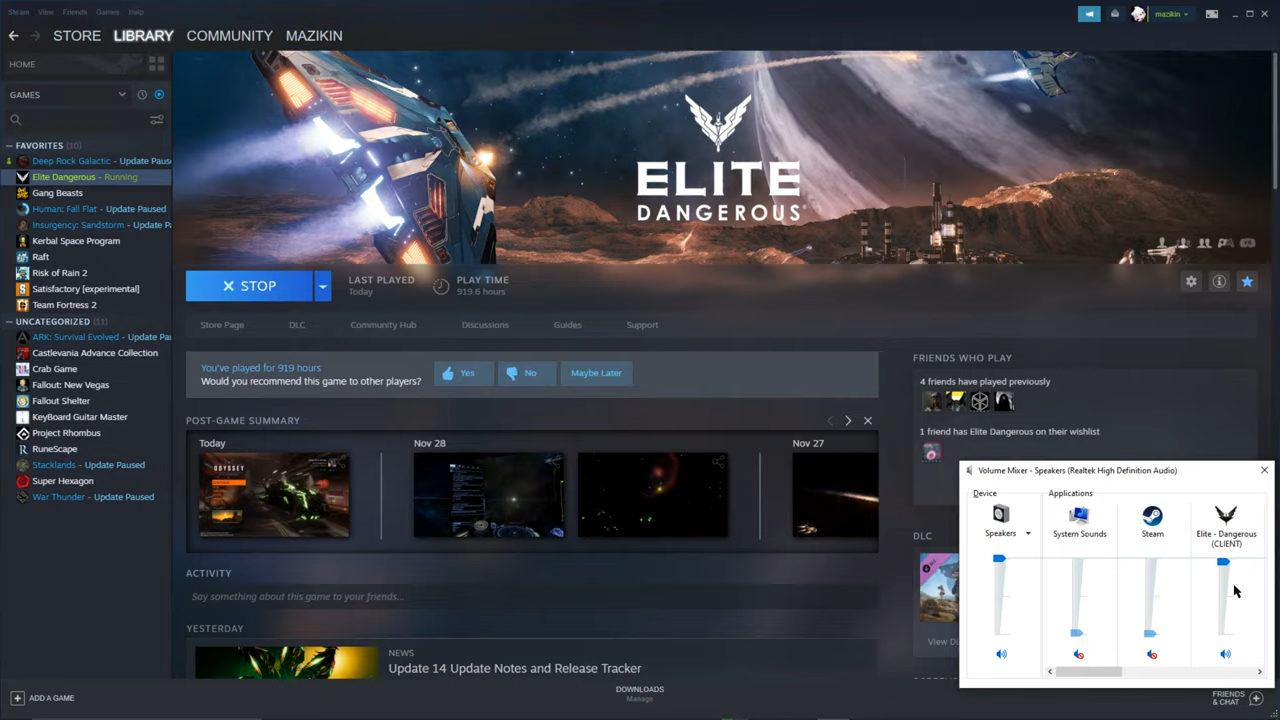 Steam View Friends Games Help
mazikin
STORE LIBRARY COMMUNITY MAZIKIN
HOME
GAMES
FAVORITES (10)
Deep Rock Galactic - Update Paus
Elite Dangerous - Running
Gang Beasts
Human: Fall Flat - Update Paused
Insurgency: Sandstorm - Update P
Kerbal Space Program
Raft
Risk of Rain 2
Satisfactory [experimental]
Team Fortress 2
UNCATEGORIZED (11)
ARK: Survival Evolved - Update Pa
Castlevania Advance Collection
Crab Game
Fallout: New Vegas
Fallout Shelter
KeyBoard Guitar Master
Project Rhombus
RuneScape
Stacklands - Update Paused
Super Hexagon
War Thunder - Update Paused
ADD A GAME
ELITE
DANGEROUS
STOP
LAST PLAYED
Today
PLAY TIME
919.6 hours
Store Page DLC Community Hub Discussions Guides Support
You've played for 919 hours
Would you recommend this game to other players?
Yes No Maybe Later
POST-GAME SUMMARY
Today Nov 28 Nov 27
ODYSSEY
ACTIVITY
Say something about this game to your friends...
YESTERDAY
NEWS
Update 14 Update Notes and Release Tracker
FRIENDS WHO PLAY
4 friends have played previously
1 friend has Elite Dangerous on their wishlist
DLC
Volume Mixer - Speakers (Realtek High Definition Audio)
Device Applications
Speakers System Sounds Steam Elite - Dangerous
(CLIENT)
DOWNLOADS
Manage
FRIENDS
& CHAT